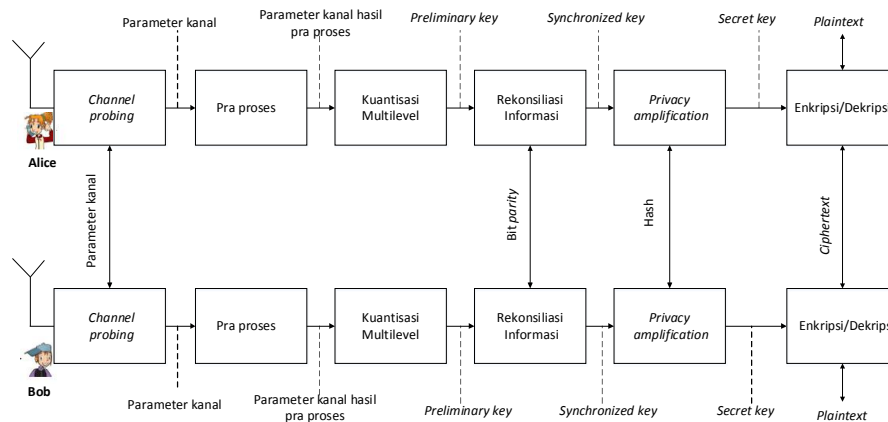 Parameter kanal
Parameter kanal hasil
pra proses
Preliminary key
Synchronized key
Secret key
Plaintext
Channel
probing
Pra proses
Kuantisasi
Multilevel
Rekonsiliasi
Informasi
Privacy
amplification
Enkripsi/Dekripsi
Alice
Parameter kanal
Bit parity
Hash
Ciphertext
Channel
probing
Pra proses
Kuantisasi
Multilevel
Rekonsiliasi
Informasi
Privacy
amplification
Enkripsi/Dekripsi
Bob
Parameter kanal
Parameter kanal hasil
pra proses
Preliminary key
Synchronized key
Secret key
Plaintext